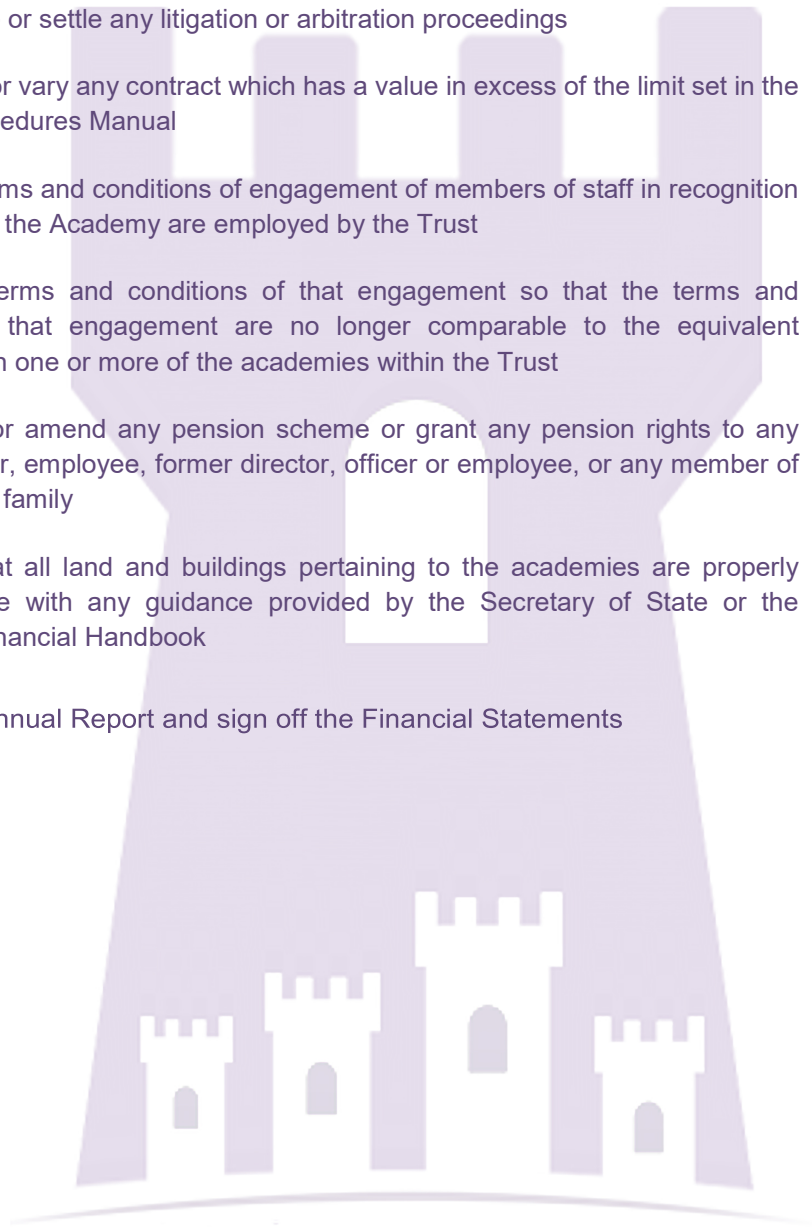 or settle any litigation or arbitration proceedings
or vary any contract which has a value in excess of the limit set in the
edures Manual
ms and conditions of engagement of members of staff in recognition
the Academy are employed by the Trust
erms and conditions of that engagement so that the terms and
that engagement are no longer comparable to the equivalent
one or more of the academies within the Trust
or amend any pension scheme or grant any pension rights to any
r, employee, former director, officer or employee, or any member of
family
at all land and buildings pertaining to the academies are properly
e with any guidance provided by the Secretary of State or the
nancial Handbook
nnual Report and sign off the Financial Statements